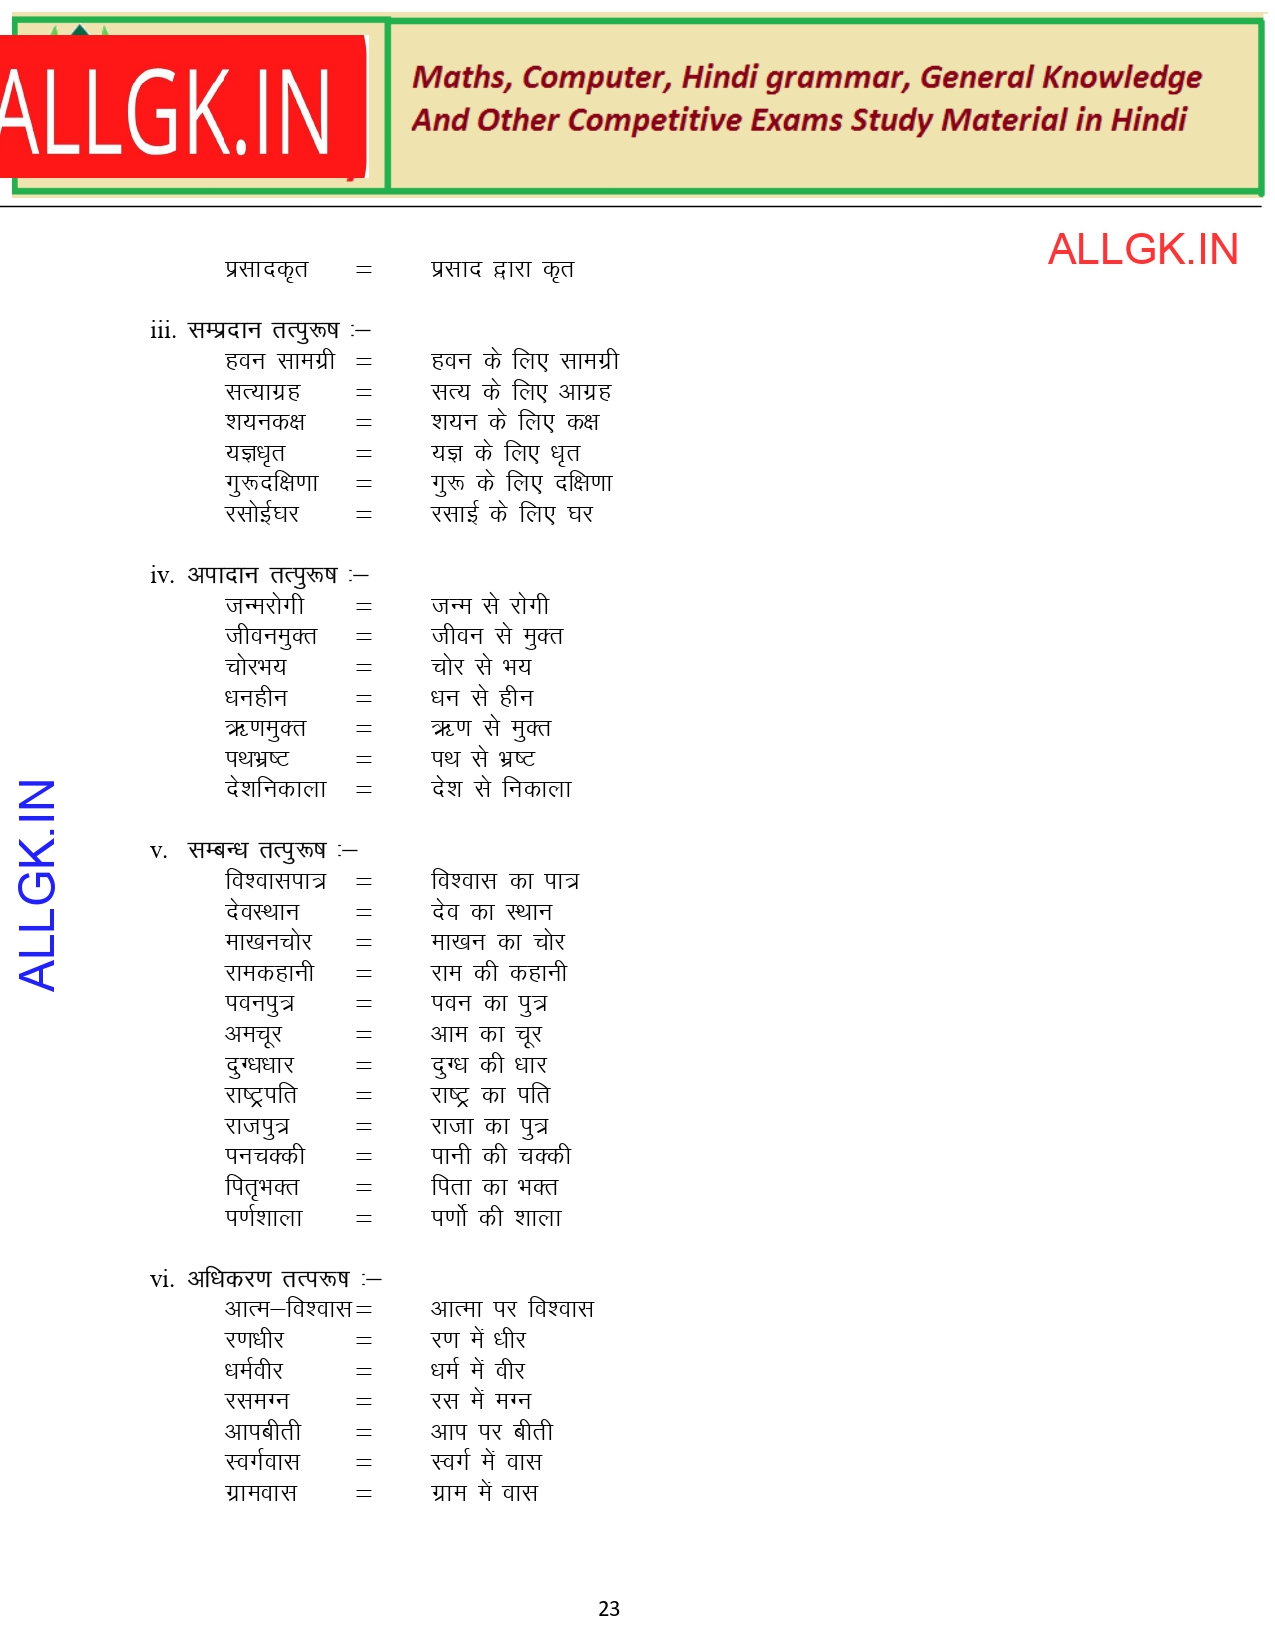 ALLGK.IN
Maths, Computer, Hindi grammar, General Knowledge
And Other Competitive Exams Study Material in Hindi
ALLGK.IN
प्रसादकृत = प्रसाद द्वारा कृत
iii. सम्प्रदान तत्पुरूष :–
हवन सामग्री = हवन के लिए सामग्री
सत्याग्रह = सत्य के लिए आग्रह
शयनकक्ष = शयन के लिए कक्ष
यज्ञधृत = यज्ञ के लिए धृत
गुरूदक्षिणा = गुरू के लिए दक्षिणा
रसोईघर = रसाई के लिए घर
iv. अपादान तत्पुरूष :–
जन्मरोगी = जन्म से रोगी
जीवनमुक्त = जीवन से मुक्त
चोरभय = चोर से भय
धनहीन = धन से हीन
ऋणमुक्त = ऋण से मुक्त
पथभ्रष्ट = पथ से भ्रष्ट
देशनिकाला = देश से निकाला
ALLGK.IN
v. सम्बन्ध तत्पुरूष :–
विश्वासपात्र = विश्वास का पात्र
देवस्थान = देव का स्थान
माखनचोर = माखन का चोर
रामकहानी = राम की कहानी
पवनपुत्र = पवन का पुत्र
अमचूर = आम का चूर
दुग्धधार = दुग्ध की धार
राष्ट्रपति = राष्ट्र का पति
राजपुत्र = राजा का पुत्र
पनचक्की = पानी की चक्की
पितृभक्त = पिता का भक्त
पर्णशाला = पर्णो की शाला
vi. अधिकरण तत्परूष :–
आत्म–विश्वास = आत्मा पर विश्वास
रणधीर = रण में धीर
धर्मवीर = धर्म में वीर
रसमग्न = रस में मग्न
आपबीती = आप पर बीती
स्वर्गवास = स्वर्ग में वास
ग्रामवास = ग्राम में वास
23